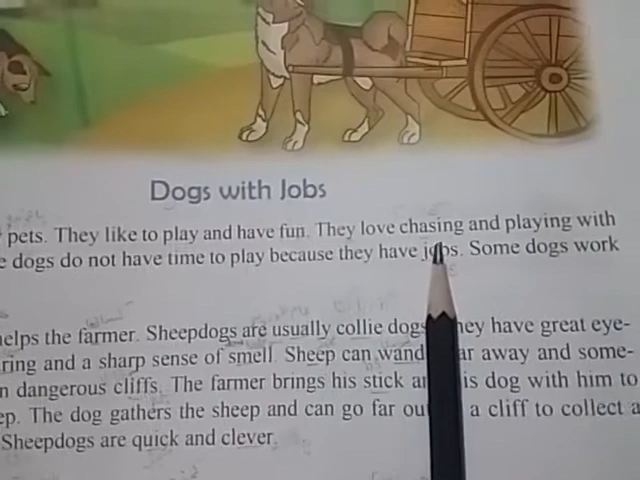 Dogs with Jobs
pets. They like to play and have fun. They love chasing and playing with
dogs do not have time to play because they have jobs. Some dogs work
helps the farmer. Sheepdogs are usually collie dogs They have great eye-
ring and a sharp sense of smell. Sheep can wand ar away and some-
n dangerous cliffs. The farmer brings his stick a is dog with him to
ep. The dog gathers the sheep and can go far ou a cliff to collect a
Sheepdogs are quick and clever.